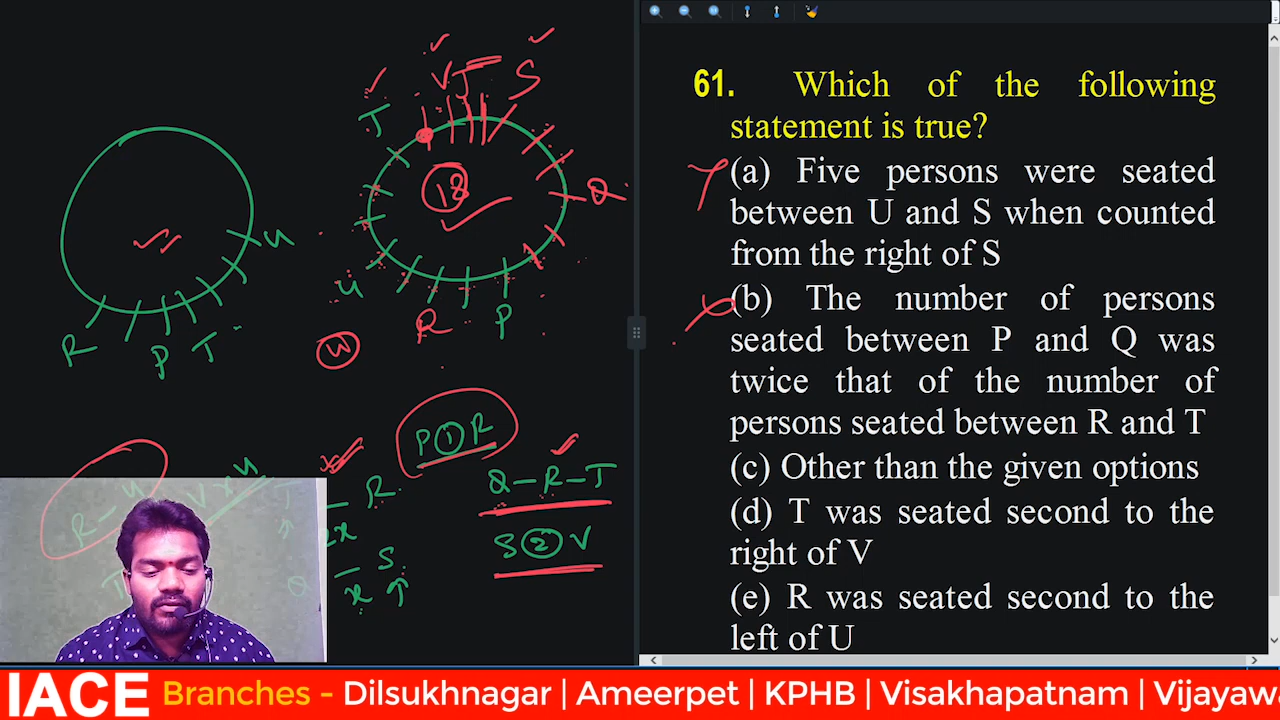 61. Which of the following
statement is true?
(a) Five persons were seated
between U and S when counted
from the right of S
(b) The number of persons
seated between P and Q was
twice that of the number of
persons seated between R and T
(c) Other than the given options
(d) T was seated second to the
right of V
(e) R was seated second to the
left of U
T V S
18
Q
U
R P
W
U
R P T
P 1 R
R
Q - R - T
2x
S 2 V
S
x
R - U
V x U
IACE Branches - Dilsukhnagar | Ameerpet | KPHB | Visakhapatnam | Vijayaw